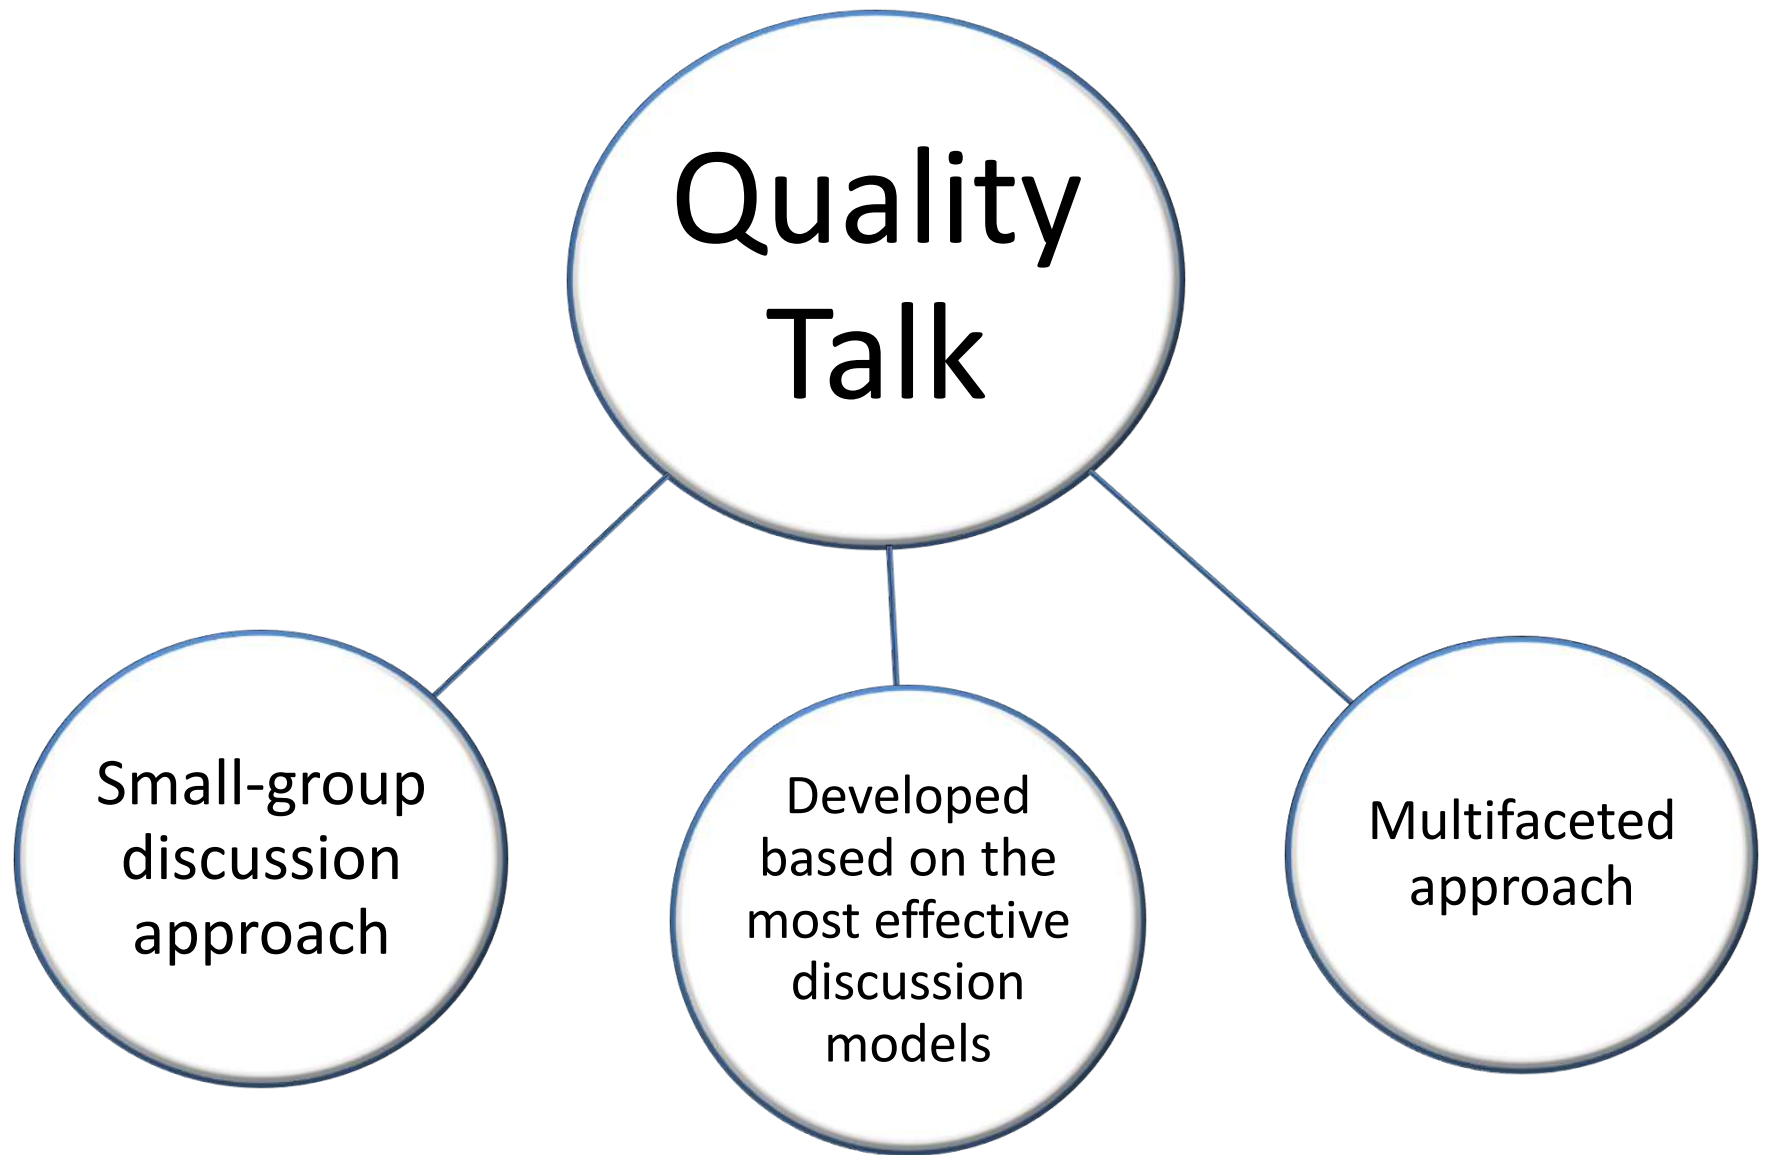 Quality
Talk
Small-group
discussion
approach
Developed
based on the
most effective
discussion
models
Multifaceted
approach